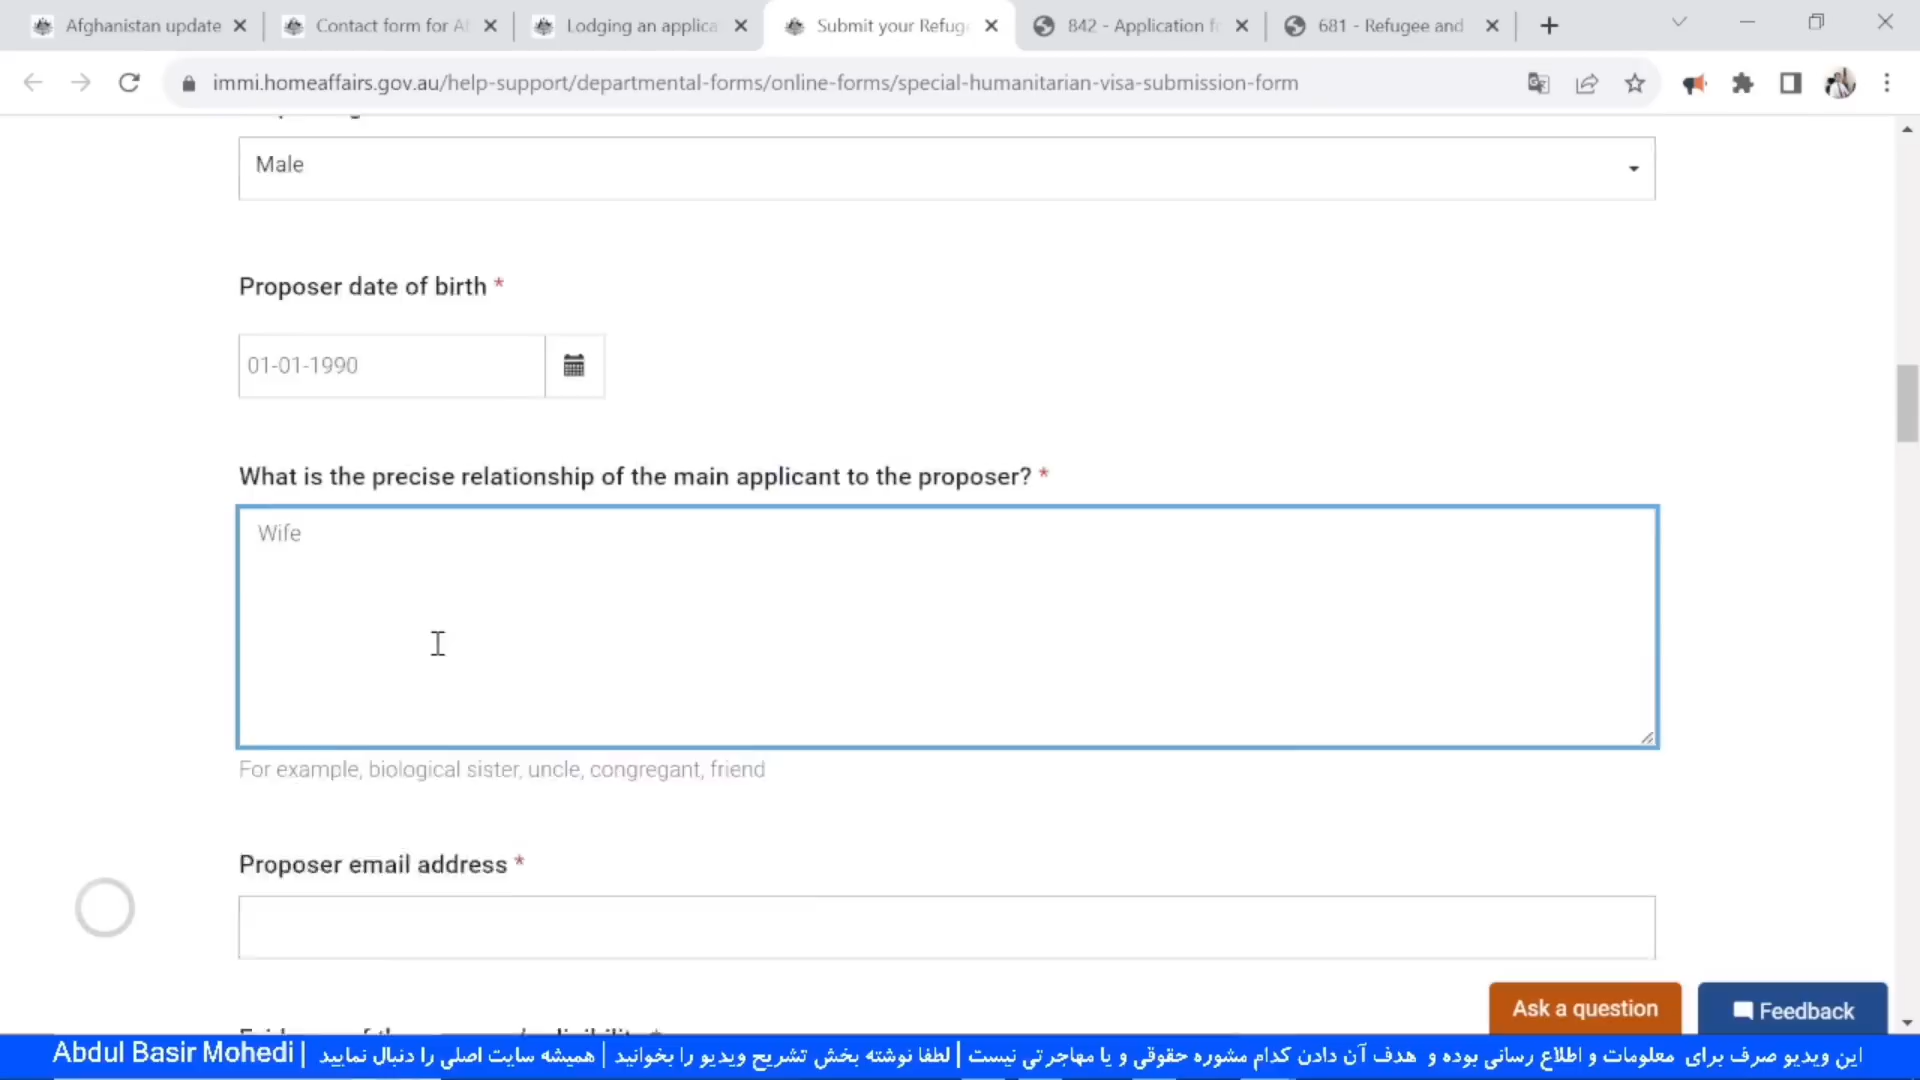 Afghanistan update
Contact form for Af
Lodging an applica
Submit your Refug
842 - Application f
681 - Refugee and
immi.homeaffairs.gov.au/help-support/departmental-forms/online-forms/special-humanitarian-visa-submission-form
Male
Proposer date of birth *
01-01-1990
What is the precise relationship of the main applicant to the proposer? *
Wife
For example, biological sister, uncle, congregant, friend
Proposer email address *
Ask a question
Feedback
Abdul Basir Mohedi | این ویدیو صرف برای معلومات و اطلاع رسانی بوده و هدف آن دادن کدام مشوره حقوقی و یا مهاجرتی نیست | لطفا نوشته بخش تشریح ویدیو را بخوانید | همیشه سایت اصلی را دنبال نمایید